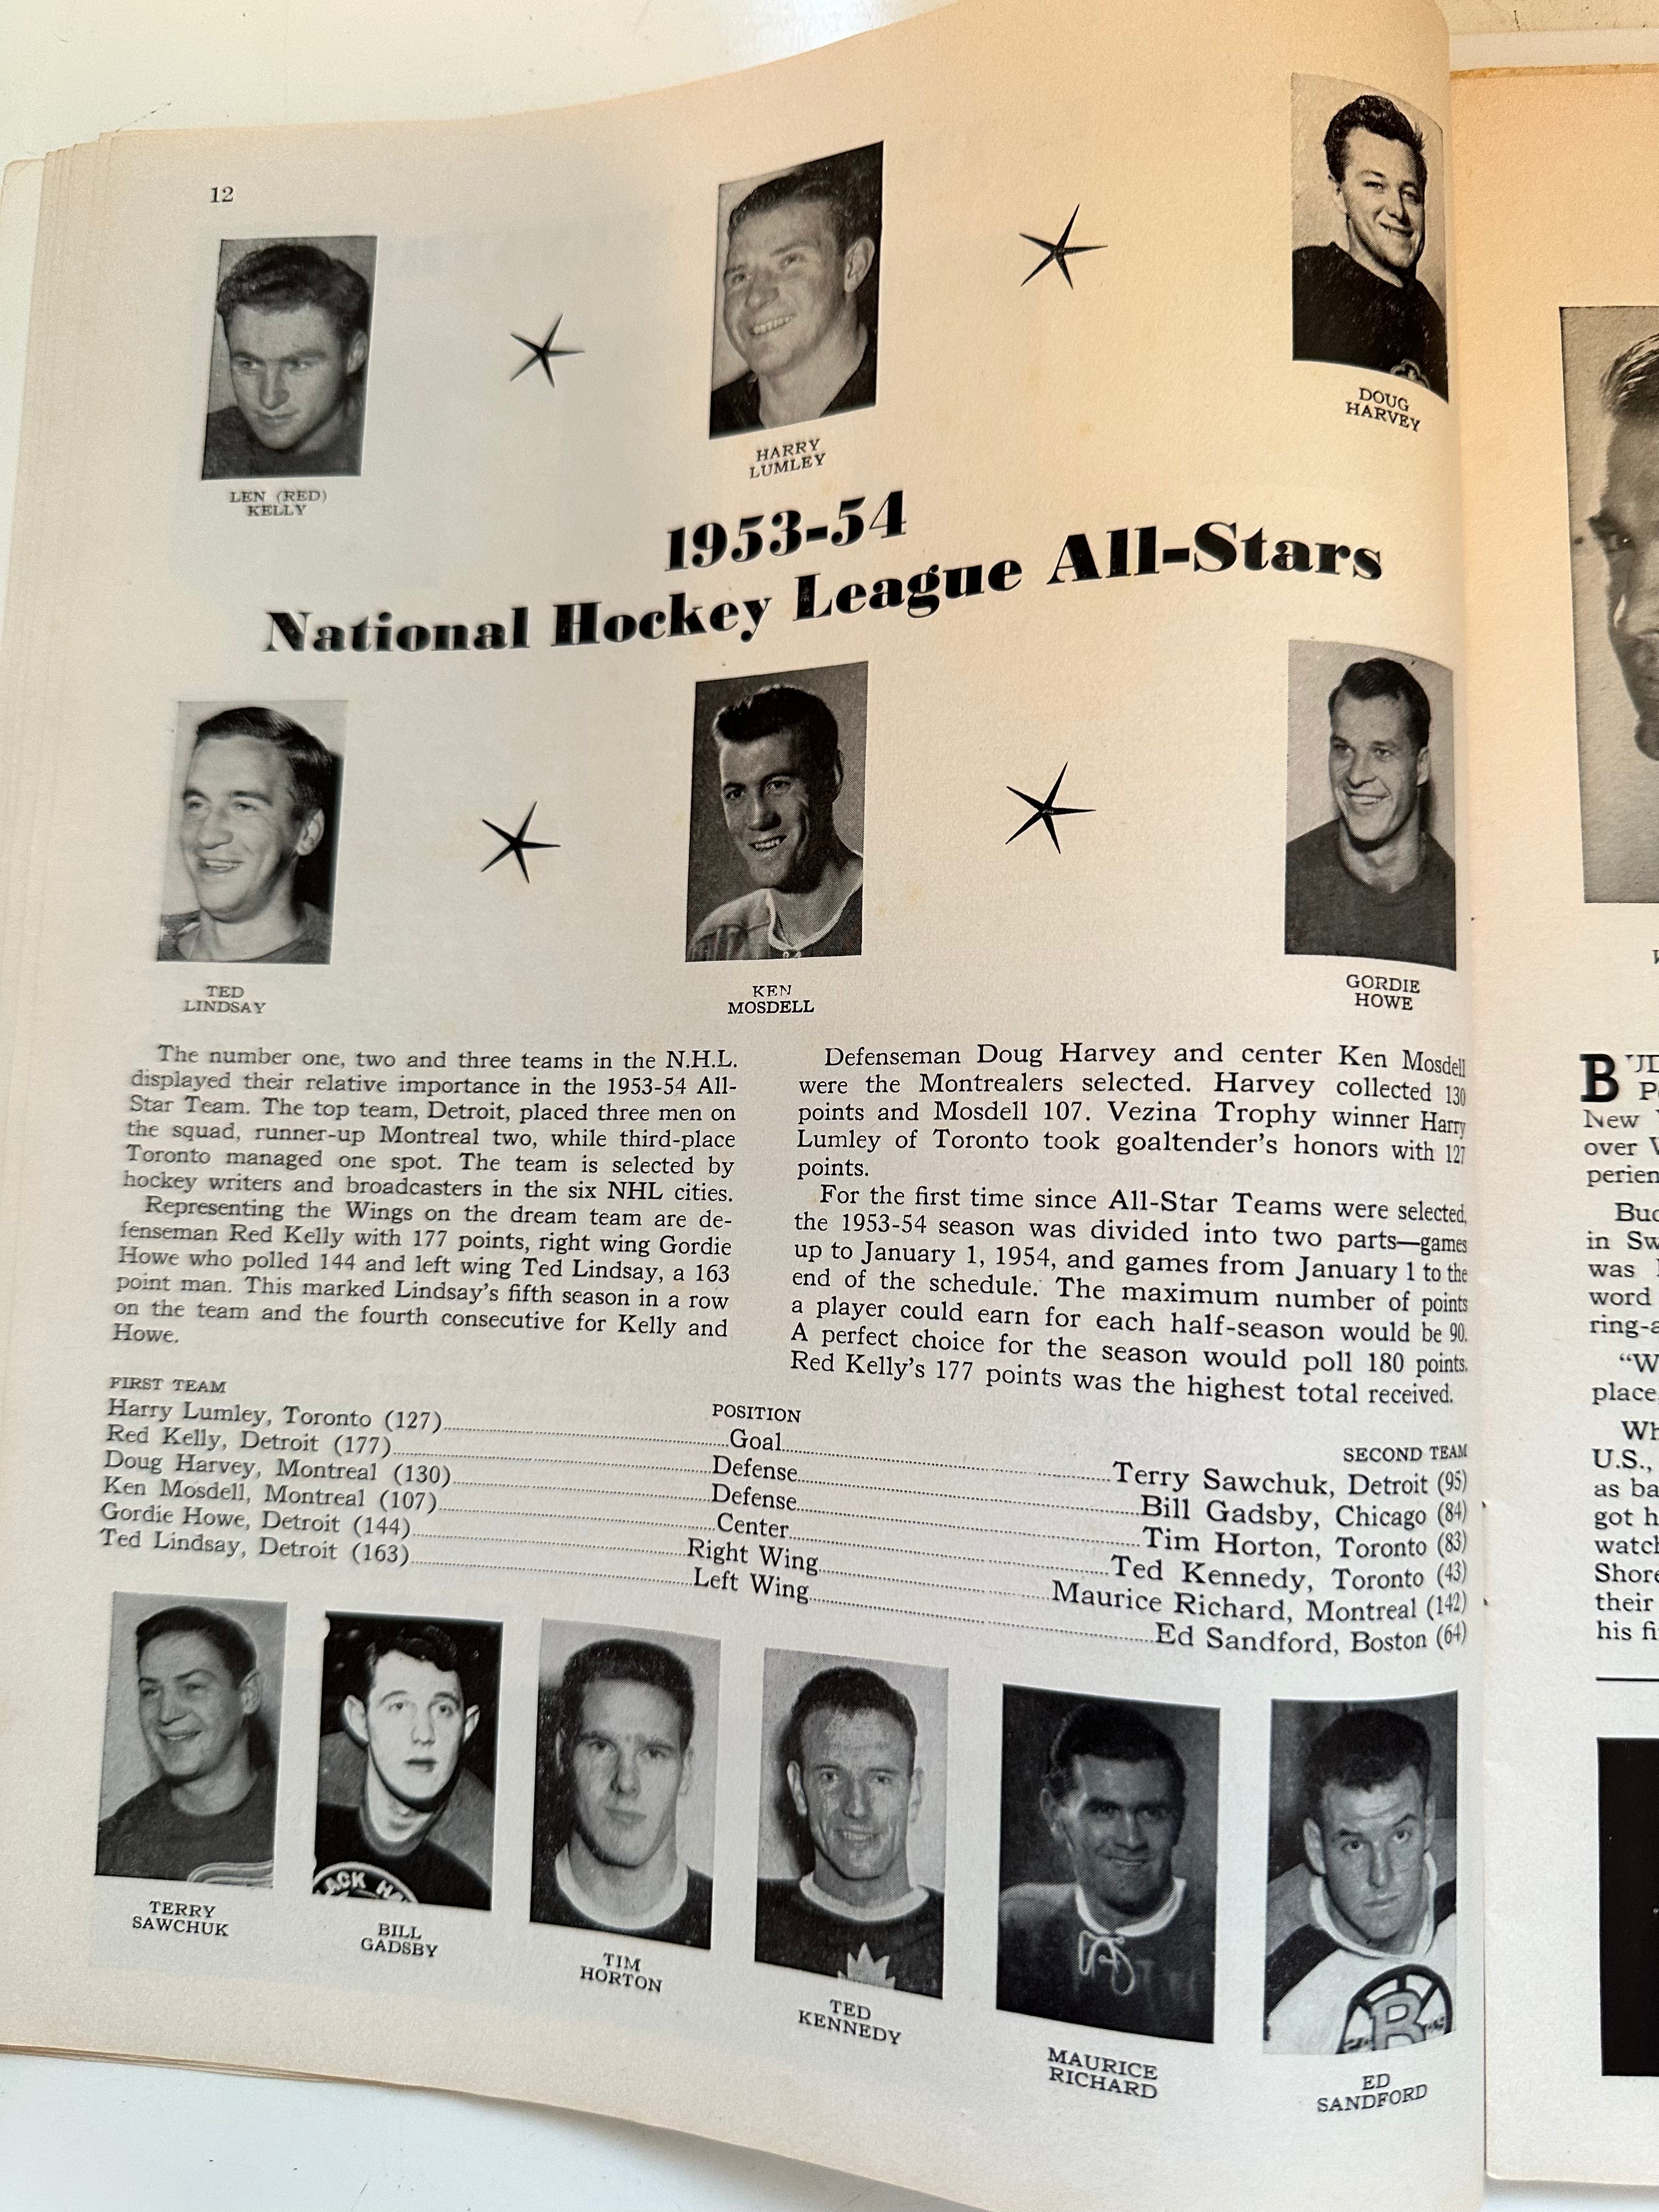 12
LEN (RED)
KELLY
HARRY
LUMLEY
DOUG
HARVEY
1953-54
National Hockey League All-Stars
TED
LINDSAY
KEN
MOSDELL
GORDIE
HOWE
The number one, two and three teams in the N.H.L.
displayed their relative importance in the 1953-54 All-
Star Team. The top team, Detroit, placed three men on
the squad, runner-up Montreal two, while third-place
Toronto managed one spot. The team is selected by
hockey writers and broadcasters in the six NHL cities.
Representing the Wings on the dream team are de-
fenseman Red Kelly with 177 points, right wing Gordie
Howe who polled 144 and left wing Ted Lindsay, a 163
point man. This marked Lindsay's fifth season in a row
on the team and the fourth consecutive for Kelly and
Howe.
Defenseman Doug Harvey and center Ken Mosdell
were the Montrealers selected. Harvey collected 130
points and Mosdell 107. Vezina Trophy winner Harry
Lumley of Toronto took goaltender's honors with 127
points.
For the first time since All-Star Teams were selected,
the 1953-54 season was divided into two parts—games
up to January 1, 1954, and games from January 1 to the
end of the schedule. The maximum number of points
a player could earn for each half-season would be 90.
A perfect choice for the season would poll 180 points.
Red Kelly's 177 points was the highest total received.
FIRST TEAM POSITION SECOND TEAM
Harry Lumley, Toronto (127) Goal Terry Sawchuk, Detroit (95)
Red Kelly, Detroit (177) Defense Bill Gadsby, Chicago (84)
Doug Harvey, Montreal (130) Defense Tim Horton, Toronto (83)
Ken Mosdell, Montreal (107) Center Ted Kennedy, Toronto (43)
Gordie Howe, Detroit (144) Right Wing Maurice Richard, Montreal (142)
Ted Lindsay, Detroit (163) Left Wing Ed Sandford, Boston (64)
ACK HA
B
TERRY
SAWCHUK
BILL
GADSBY
TIM
HORTON
TED
KENNEDY
MAURICE
RICHARD
ED
SANDFORD
BUD
New
over
perien
Buc
in Sw
was
word
ring-a
"W
place
Wh
U.S.,
as ba
got h
watch
Shore
their
his fi